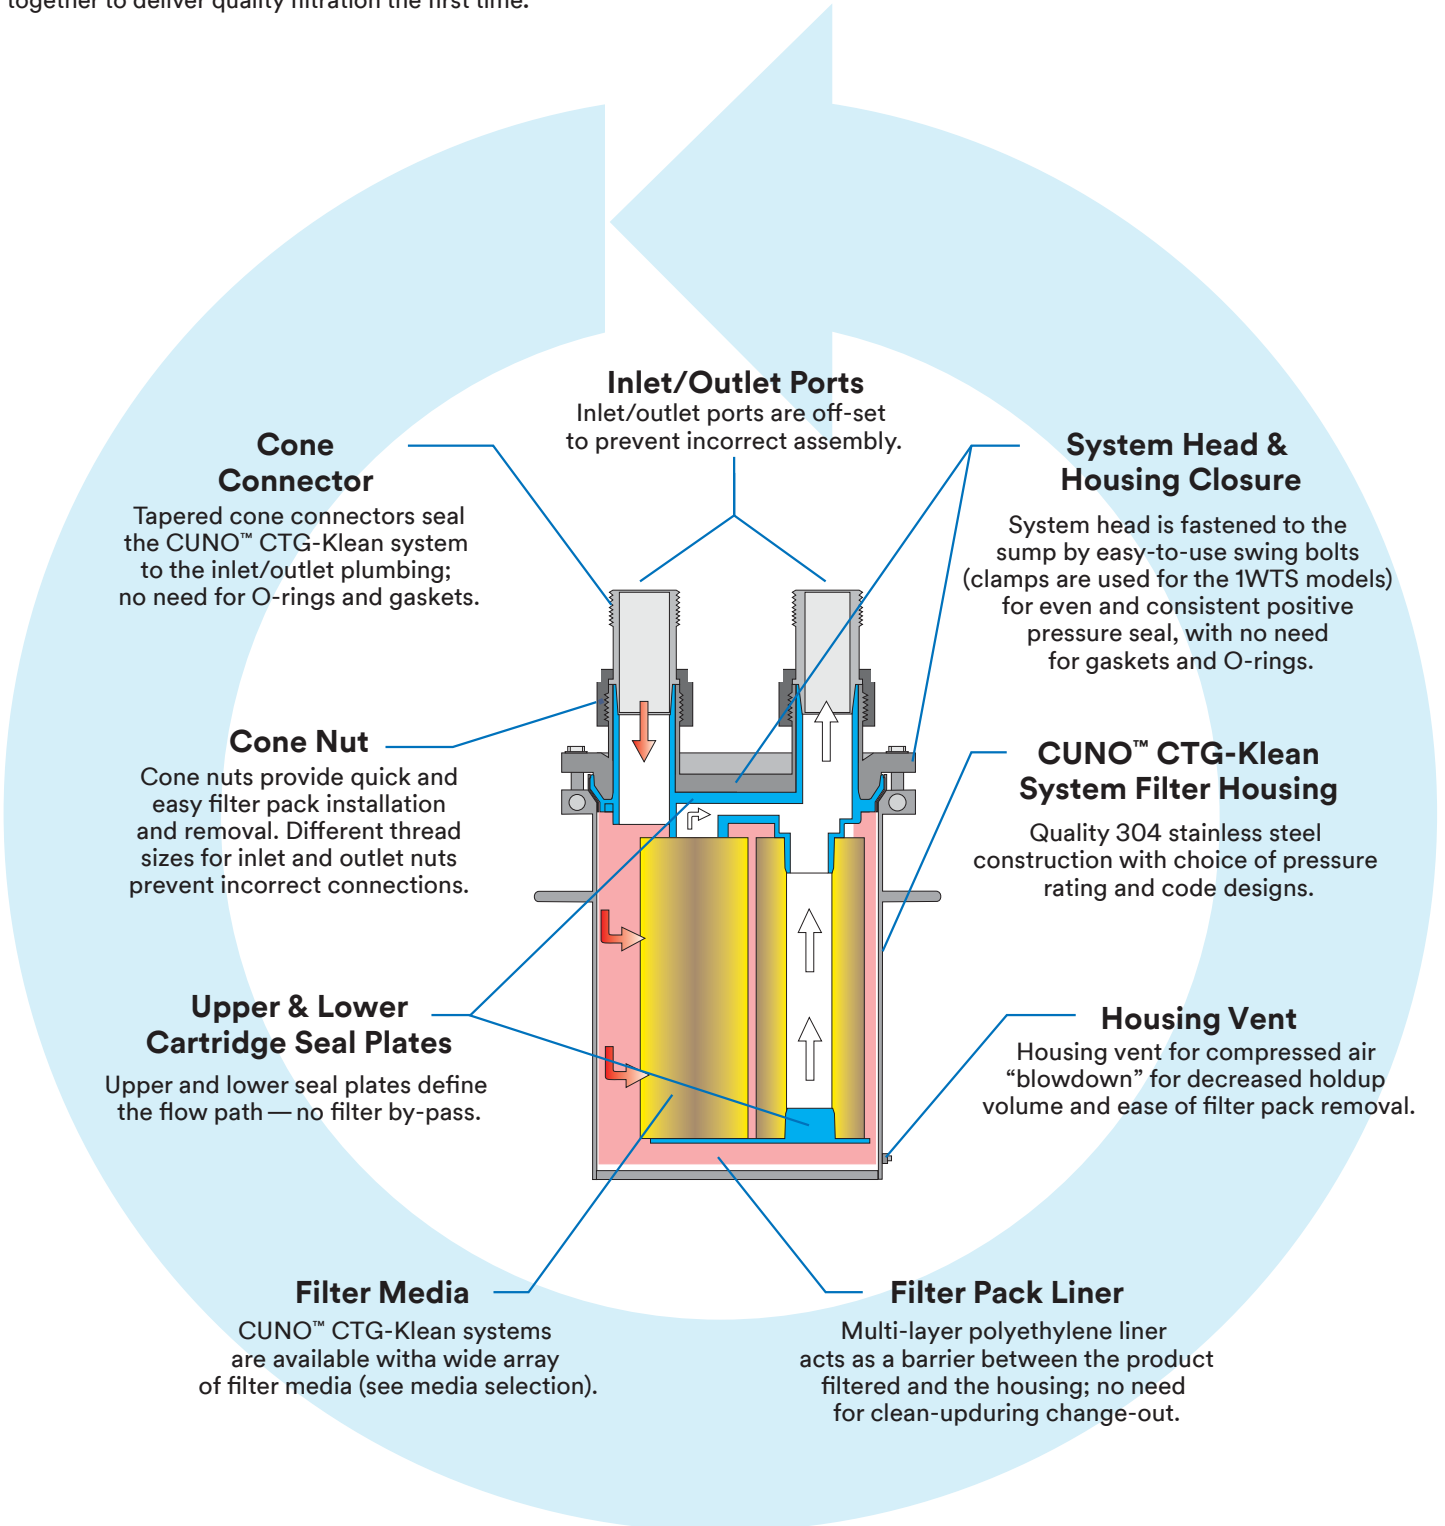 together to deliver quality filtration the first time.
Inlet/Outlet Ports
Inlet/outlet ports are off-set
to prevent incorrect assembly.
Cone
Connector
Tapered cone connectors seal
the CUNO™ CTG-Klean system
to the inlet/outlet plumbing;
no need for O-rings and gaskets.
System Head &
Housing Closure
System head is fastened to the
sump by easy-to-use swing bolts
(clamps are used for the 1WTS models)
for even and consistent positive
pressure seal, with no need
for gaskets and O-rings.
Cone Nut
Cone nuts provide quick and
easy filter pack installation
and removal. Different thread
sizes for inlet and outlet nuts
prevent incorrect connections.
CUNO™ CTG-Klean
System Filter Housing
Quality 304 stainless steel
construction with choice of pressure
rating and code designs.
Upper & Lower
Cartridge Seal Plates
Upper and lower seal plates define
the flow path — no filter by-pass.
Housing Vent
Housing vent for compressed air
“blowdown” for decreased holdup
volume and ease of filter pack removal.
Filter Media
CUNO™ CTG-Klean systems
are available witha wide array
of filter media (see media selection).
Filter Pack Liner
Multi-layer polyethylene liner
acts as a barrier between the product
filtered and the housing; no need
for clean-upduring change-out.